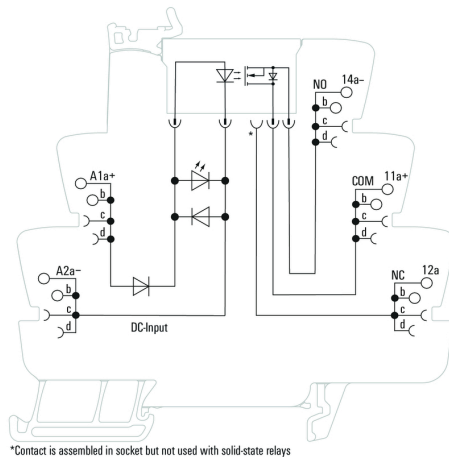 NO 14a–
b
c
d
*
A1a+
b
c
d
COM 11a+
b
c
d
A2a–
b
c
d
NC 12a
b
c
d
DC-Input
*Contact is assembled in socket but not used with solid-state relays